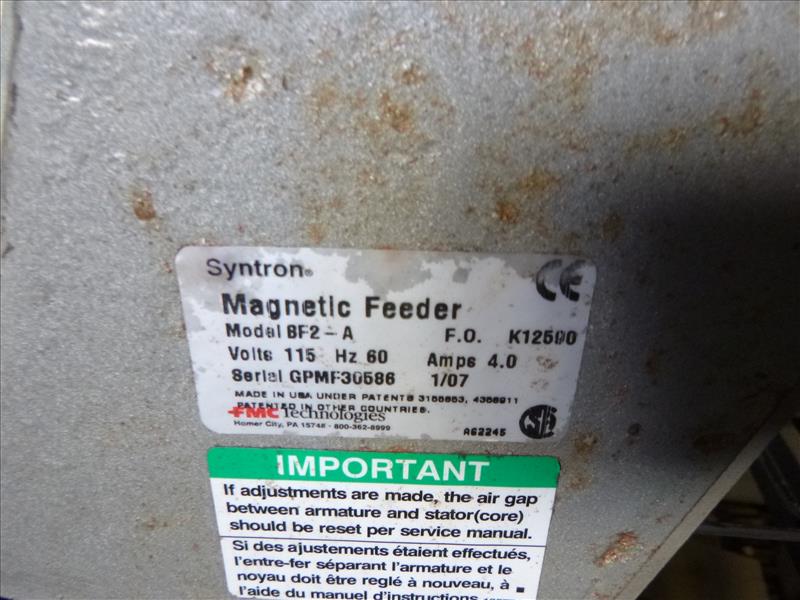 Syntron®
CE
Magnetic Feeder
Model BF2-A F.O. K12590
Volts 115 Hz 60 Amps 4.0
Serial GPMF30586 1/07
MADE IN USA UNDER PATENTS 4356911
PATENTED IN OTHER COUNTRIES.
FMC Technologies
Homer City, PA 15748 - 800-362-8999
A62245
IMPORTANT
If adjustments are made, the air gap
between armature and stator(core)
should be reset per service manual.
Si des ajustements étaient effectués,
l'entre-fer séparant l'armature et le
noyau doit être reglé à nouveau, à
l'aide du manuel d'instructions